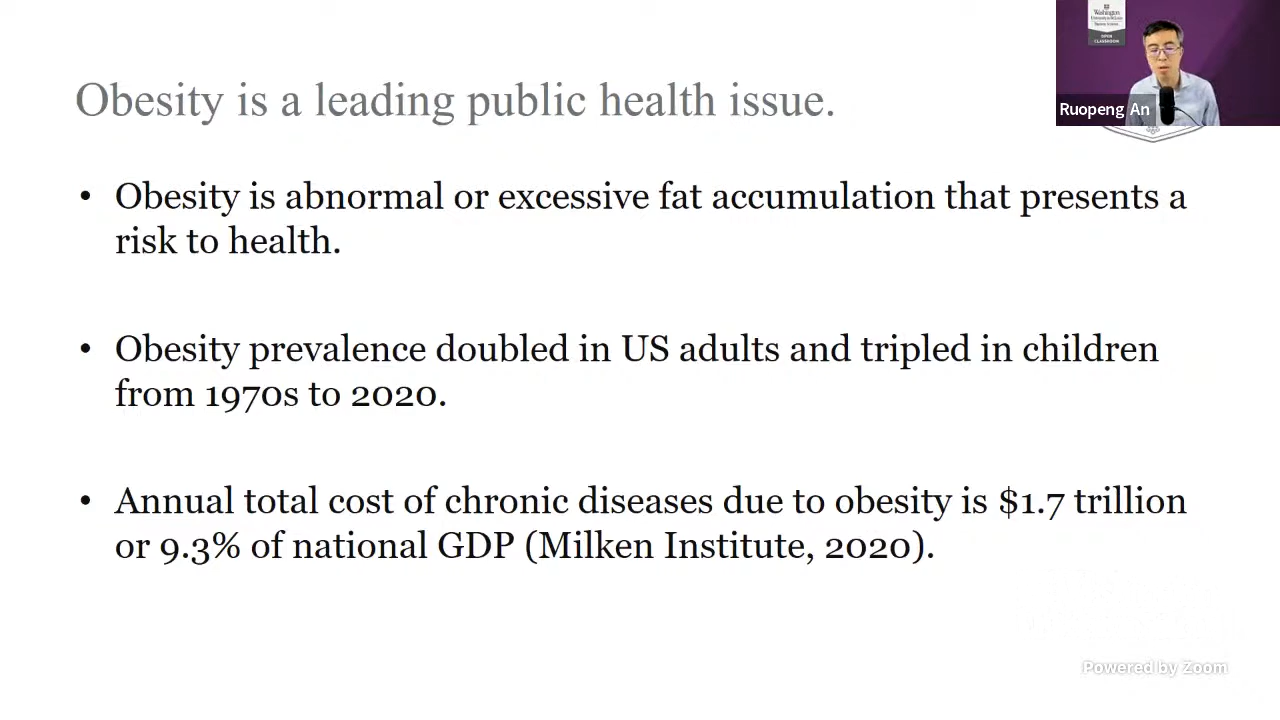 Obesity is a leading public health issue.
Washington
OPEN
CLASSROOM
Ruopeng An
• Obesity is abnormal or excessive fat accumulation that presents a
risk to health.
• Obesity prevalence doubled in US adults and tripled in children
from 1970s to 2020.
• Annual total cost of chronic diseases due to obesity is $1.7 trillion
or 9.3% of national GDP (Milken Institute, 2020).
Powered by Zoom